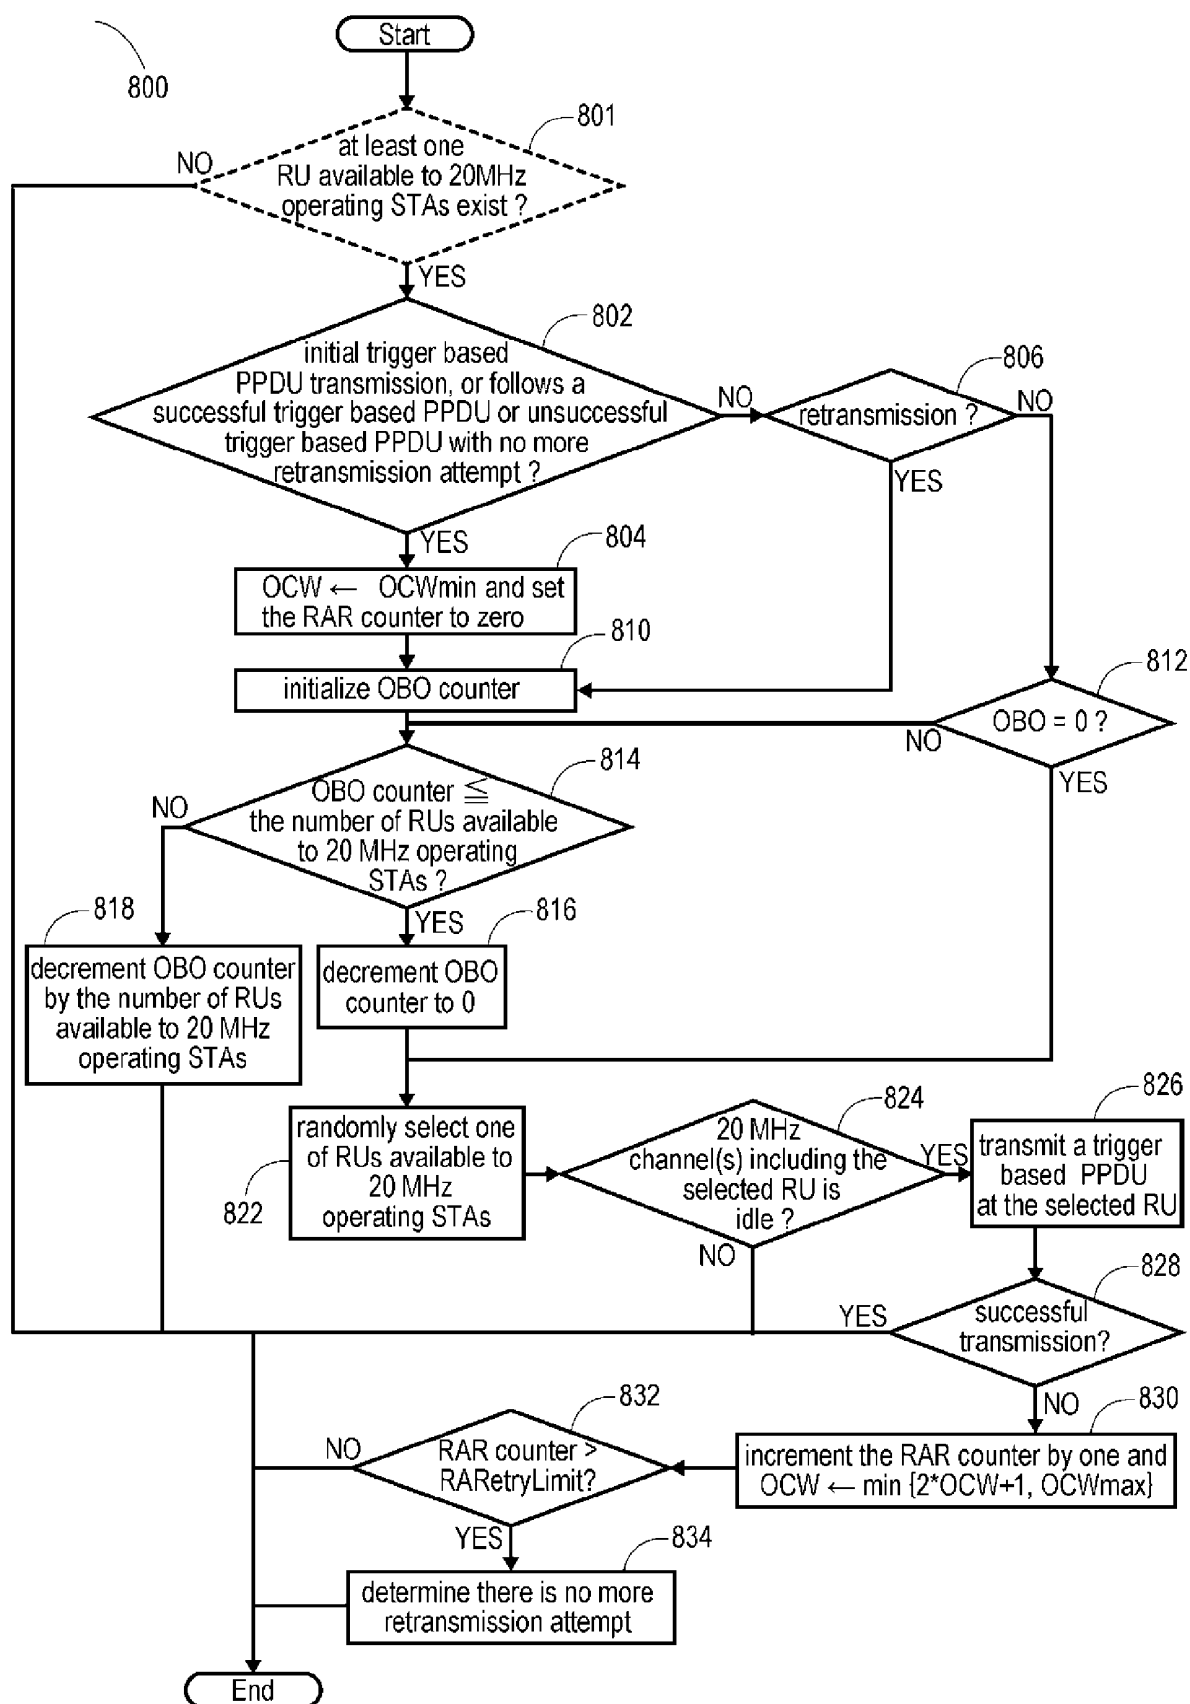 Start
800
801
at least one
RU available to 20MHz
operating STAs exist ?
NO
YES
802
initial trigger based
PPDU transmission, or follows a
successful trigger based PPDU or unsuccessful
trigger based PPDU with no more
retransmission attempt ?
NO
806
retransmission ?
NO
YES
YES
804
OCW ← OCWmin and set
the RAR counter to zero
810
initialize OBO counter
812
OBO = 0 ?
NO
YES
814
OBO counter ≦
the number of RUs available
to 20 MHz operating
STAs ?
NO
YES
818
decrement OBO counter
by the number of RUs
available to 20 MHz
operating STAs
816
decrement OBO
counter to 0
822
randomly select one
of RUs available to
20 MHz
operating STAs
824
20 MHz
channel(s) including the
selected RU is
idle ?
YES
NO
826
transmit a trigger
based PPDU
at the selected RU
828
successful
transmission?
YES
NO
830
increment the RAR counter by one and
OCW ← min {2*OCW+1, OCWmax}
832
RAR counter >
RARetryLimit?
NO
YES
834
determine there is no more
retransmission attempt
End